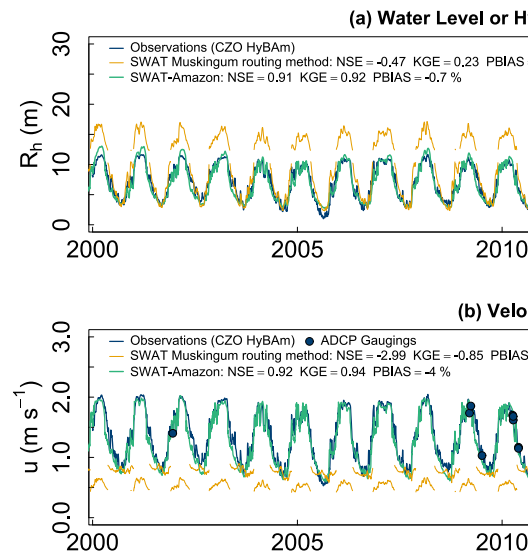 (a) Water Level or Hy
Observations (CZO HyBAm)
SWAT Muskingum routing method: NSE = -0.47 KGE = 0.23 PBIAS
SWAT-Amazon: NSE = 0.91 KGE = 0.92 PBIAS = -0.7 %
R_h (m)
30
20
10
0
2000 2005 2010
(b) Velo
Observations (CZO HyBAm) ADCP Gaugings
SWAT Muskingum routing method: NSE = -2.99 KGE = -0.85 PBIAS
SWAT-Amazon: NSE = 0.92 KGE = 0.94 PBIAS = -4 %
u (m s⁻¹)
3.0
2.0
1.0
0.0
2000 2005 2010